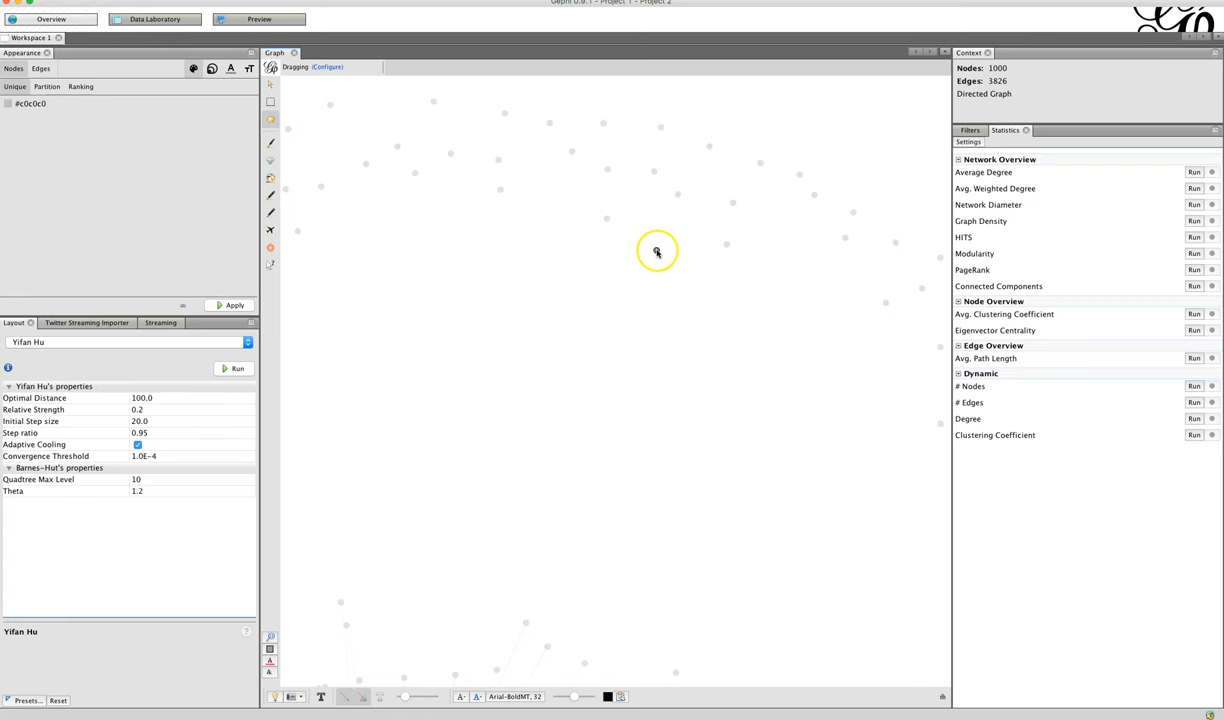 Gephi 0.9.1 - Project 1 - Project 2
Overview
Data Laboratory
Preview
Workspace 1
Appearance
Nodes
Edges
Unique
Partition
Ranking
#c0c0c0
Apply
Layout
Twitter Streaming Importer
Streaming
Yifan Hu
Run
Yifan Hu's properties
Optimal Distance 100.0
Relative Strength 0.2
Initial Step size 20.0
Step ratio 0.95
Adaptive Cooling
Convergence Threshold 1.0E-4
Barnes-Hut's properties
Quadtree Max Level 10
Theta 1.2
Yifan Hu
?
Presets...
Reset
Graph
Dragging (Configure)
Arial-BoldMT, 32
Context
Nodes: 1000
Edges: 3826
Directed Graph
Filters
Statistics
Settings
Network Overview
Average Degree Run
Avg. Weighted Degree Run
Network Diameter Run
Graph Density Run
HITS Run
Modularity Run
PageRank Run
Connected Components Run
Node Overview
Avg. Clustering Coefficient Run
Eigenvector Centrality Run
Edge Overview
Avg. Path Length Run
Dynamic
# Nodes Run
# Edges Run
Degree Run
Clustering Coefficient Run